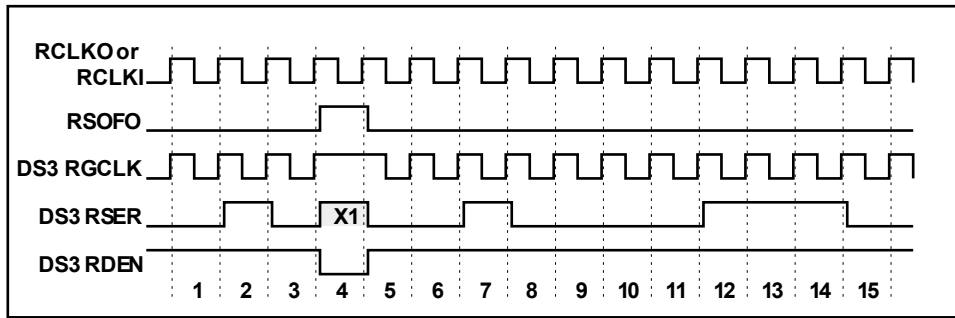 RCLKO or
RCLKI
RSOFO
DS3 RGCLK
DS3 RSER
X1
DS3 RDEN
1 2 3 4 5 6 7 8 9 10 11 12 13 14 15